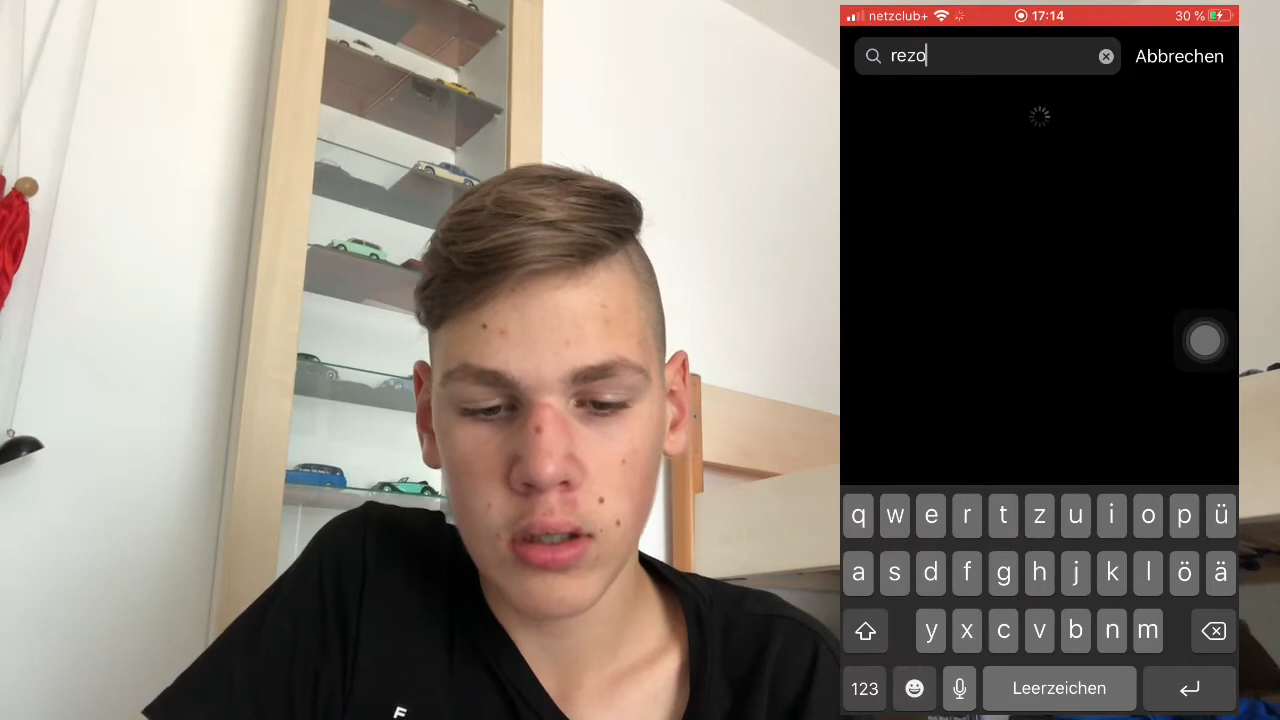 netzclub+ 17:14 30 %
rezo Abbrechen
q w e r t z u i o p ü
a s d f g h j k l ö ä
y x c v b n m
123 Leerzeichen
F